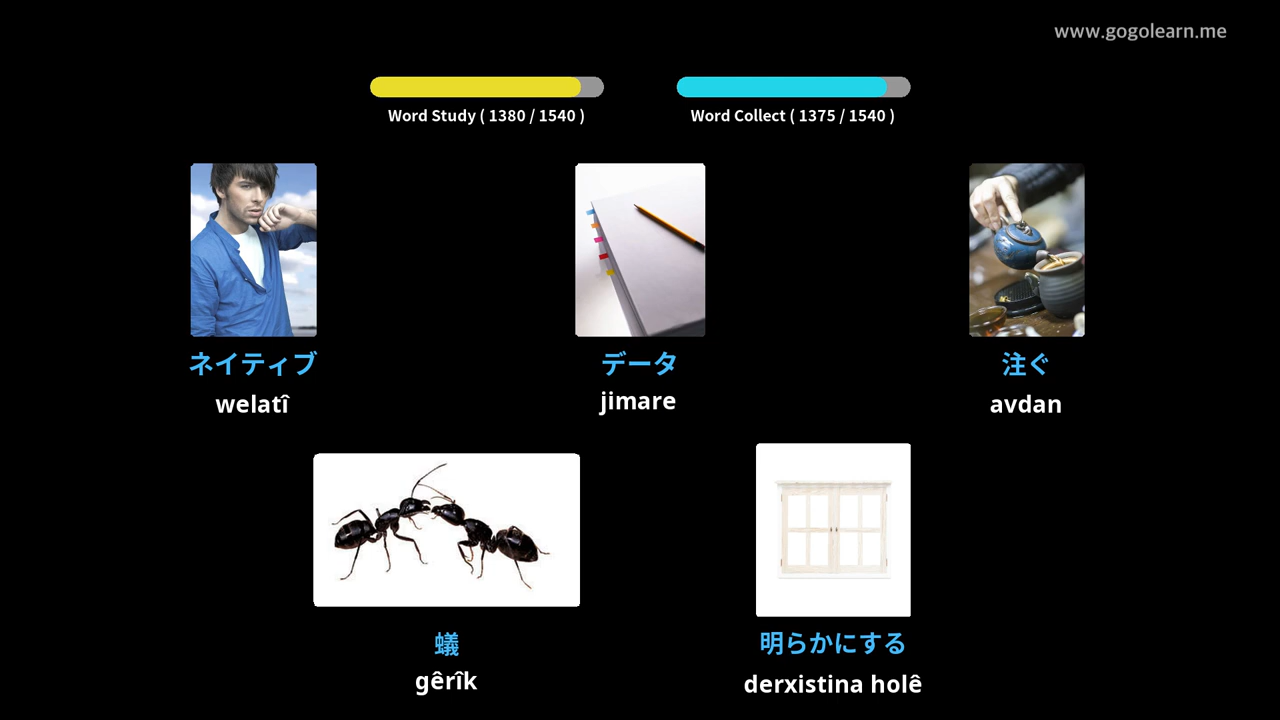 www.gogolearn.me
Word Study ( 1380 / 1540 )
Word Collect ( 1375 / 1540 )
ネイティブ
welatî
データ
jimare
注ぐ
avdan
蟻
gêrîk
明らかにする
derxistina holê